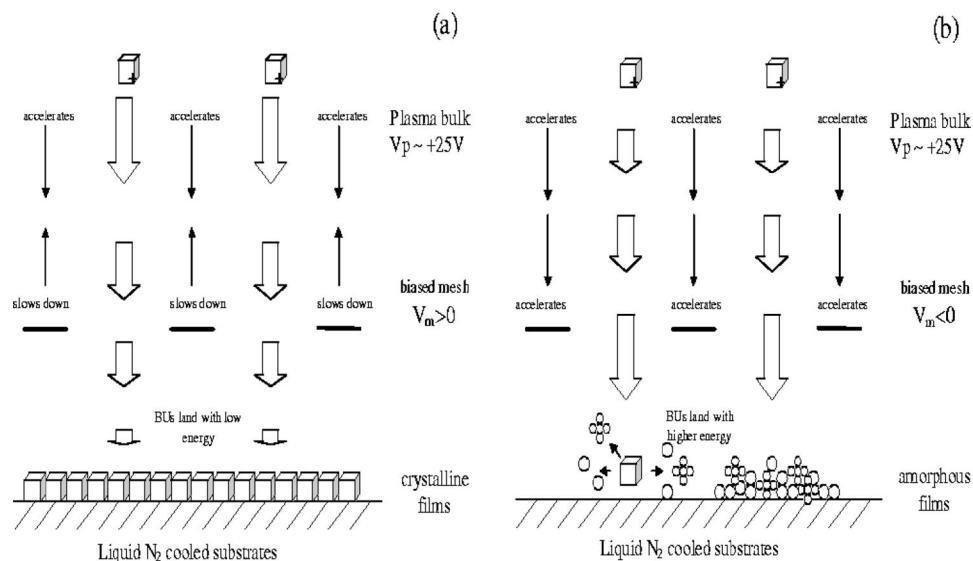 (a)
+
+
accelerates
accelerates
accelerates
Plasma bulk
Vp ~ +25V
slows down
slows down
slows down
biased mesh
Vm>0
BUs land with low
energy
crystalline
films
Liquid N2 cooled substrates
(b)
+
+
accelerates
accelerates
accelerates
Plasma bulk
Vp ~ +25V
accelerates
accelerates
accelerates
biased mesh
Vm<0
BUs land with
higher energy
amorphous
films
Liquid N2 cooled substrates